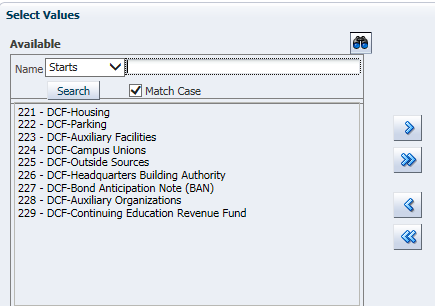 Select Values
Available
Name Starts
Search Match Case
221 - DCF-Housing
222 - DCF-Parking
223 - DCF-Auxiliary Facilities
224 - DCF-Campus Unions
225 - DCF-Outside Sources
226 - DCF-Headquarters Building Authority
227 - DCF-Bond Anticipation Note (BAN)
228 - DCF-Auxiliary Organizations
229 - DCF-Continuing Education Revenue Fund